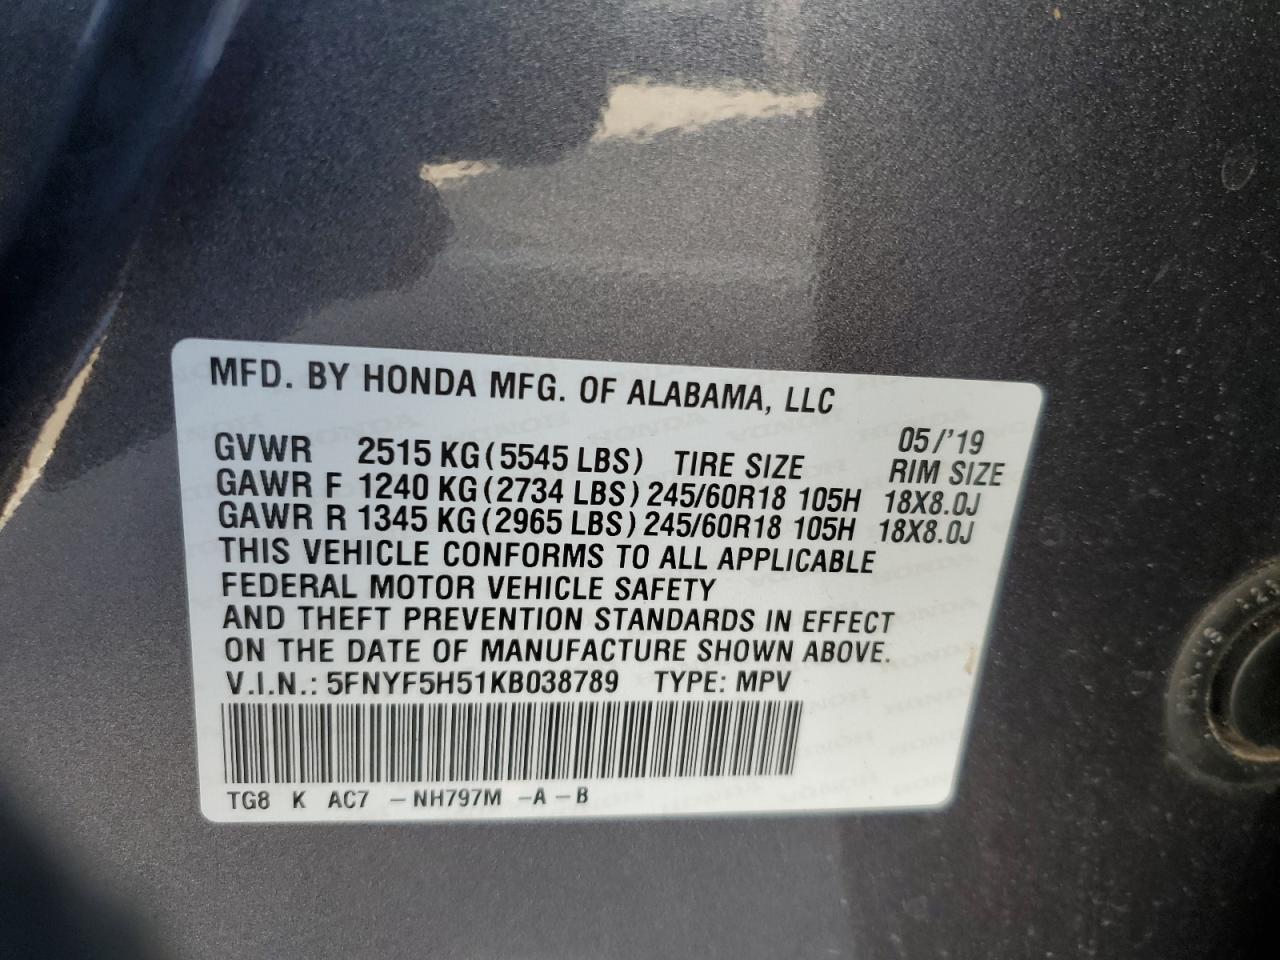 MFD. BY HONDA MFG. OF ALABAMA, LLC
05/'19
GVWR 2515 KG (5545 LBS) TIRE SIZE RIM SIZE
GAWR F 1240 KG (2734 LBS) 245/60R18 105H 18X8.0J
GAWR R 1345 KG (2965 LBS) 245/60R18 105H 18X8.0J
THIS VEHICLE CONFORMS TO ALL APPLICABLE
FEDERAL MOTOR VEHICLE SAFETY
AND THEFT PREVENTION STANDARDS IN EFFECT
ON THE DATE OF MANUFACTURE SHOWN ABOVE.
V.I.N.: 5FNYF5H51KB038789 TYPE: MPV
TG8 K AC7 -NH797M -A -B